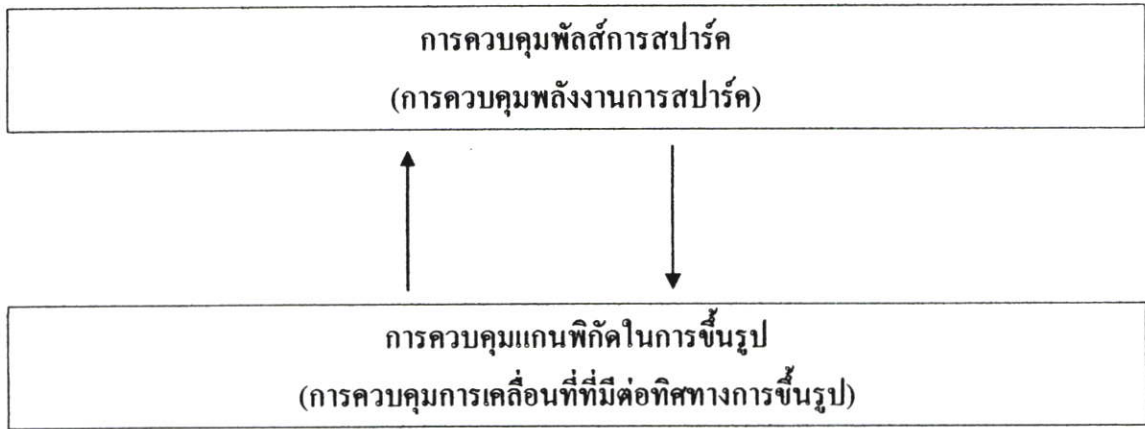 การควบคุมพัลส์การสปาร์ค
(การควบคุมพลังงานการสปาร์ค)
การควบคุมแกนพิกัดในการขึ้นรูป
(การควบคุมการเคลื่อนที่ที่มีต่อทิศทางการขึ้นรูป)